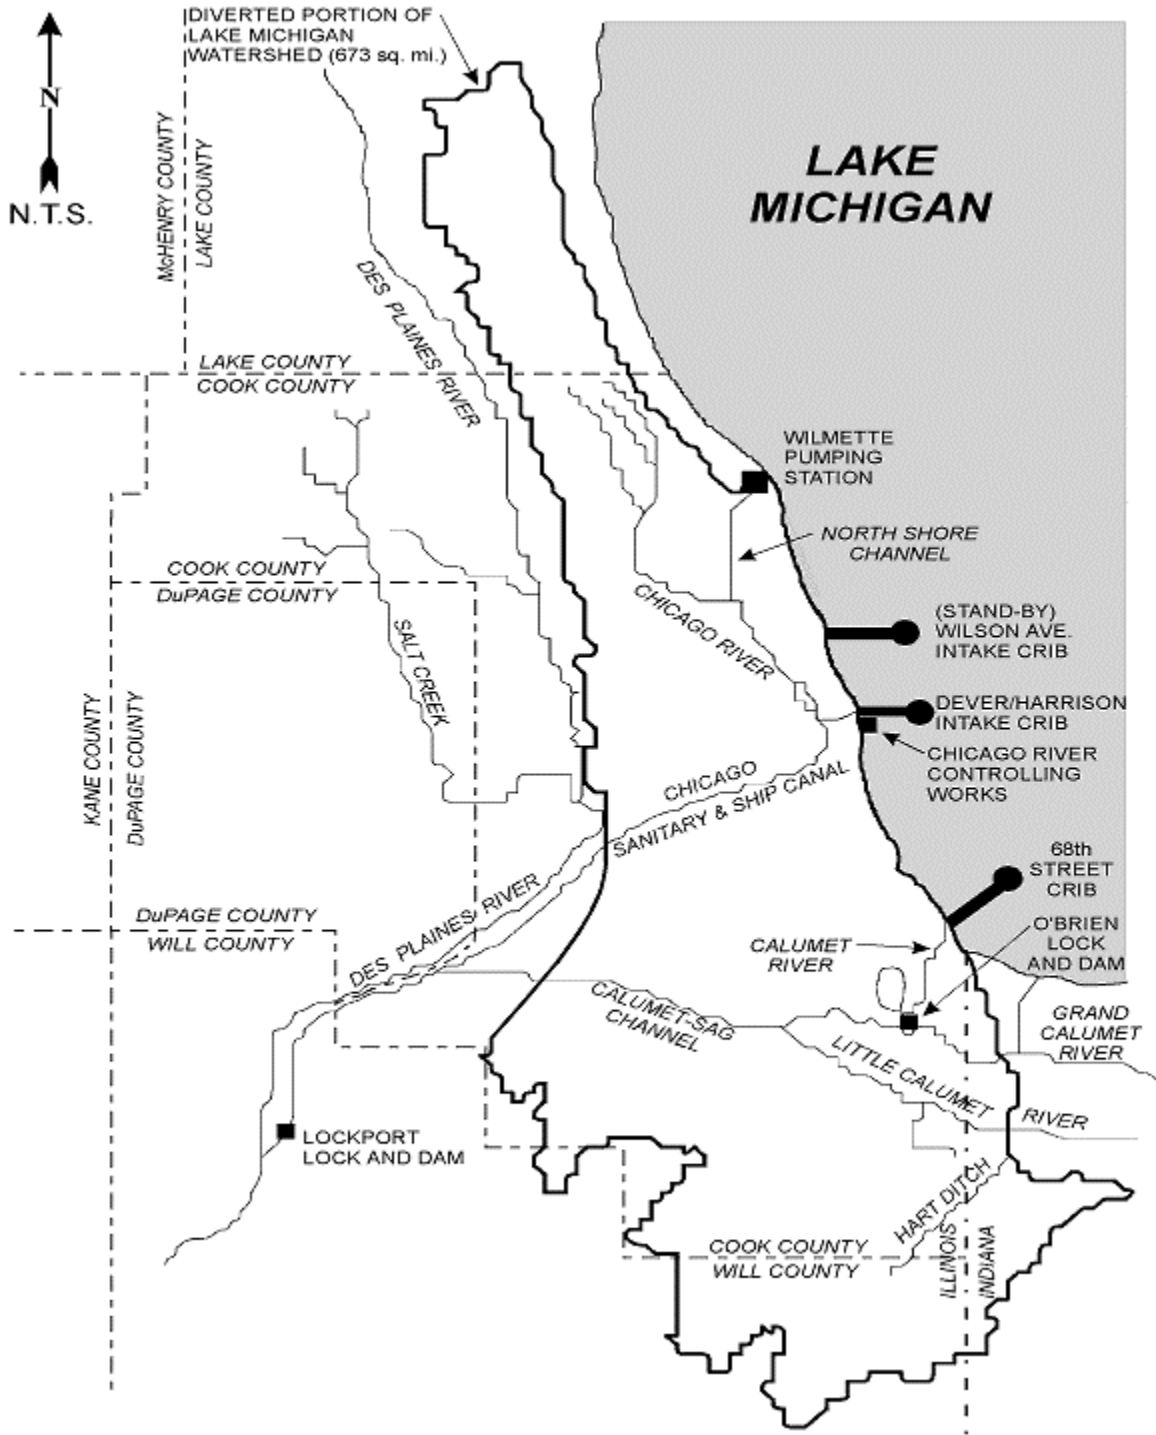 DIVERTED PORTION OF
LAKE MICHIGAN
WATERSHED (673 sq. mi.)
N
N.T.S.
McHENRY COUNTY
LAKE COUNTY
LAKE
MICHIGAN
DES PLAINES RIVER
LAKE COUNTY
COOK COUNTY
WILMETTE
PUMPING
STATION
NORTH SHORE
CHANNEL
COOK COUNTY
DuPAGE COUNTY
CHICAGO RIVER
(STAND-BY)
WILSON AVE.
INTAKE CRIB
SALT CREEK
KANE COUNTY
DuPAGE COUNTY
DEVER/HARRISON
INTAKE CRIB
CHICAGO RIVER
CONTROLLING
WORKS
CHICAGO
SANITARY & SHIP CANAL
68th
STREET
CRIB
DES PLAINES RIVER
DuPAGE COUNTY
WILL COUNTY
CALUMET
RIVER
O'BRIEN
LOCK
AND DAM
CALUMET-SAG
CHANNEL
GRAND
CALUMET
RIVER
LITTLE CALUMET RIVER
LOCKPORT
LOCK AND DAM
HART DITCH
COOK COUNTY
WILL COUNTY
ILLINOIS
INDIANA